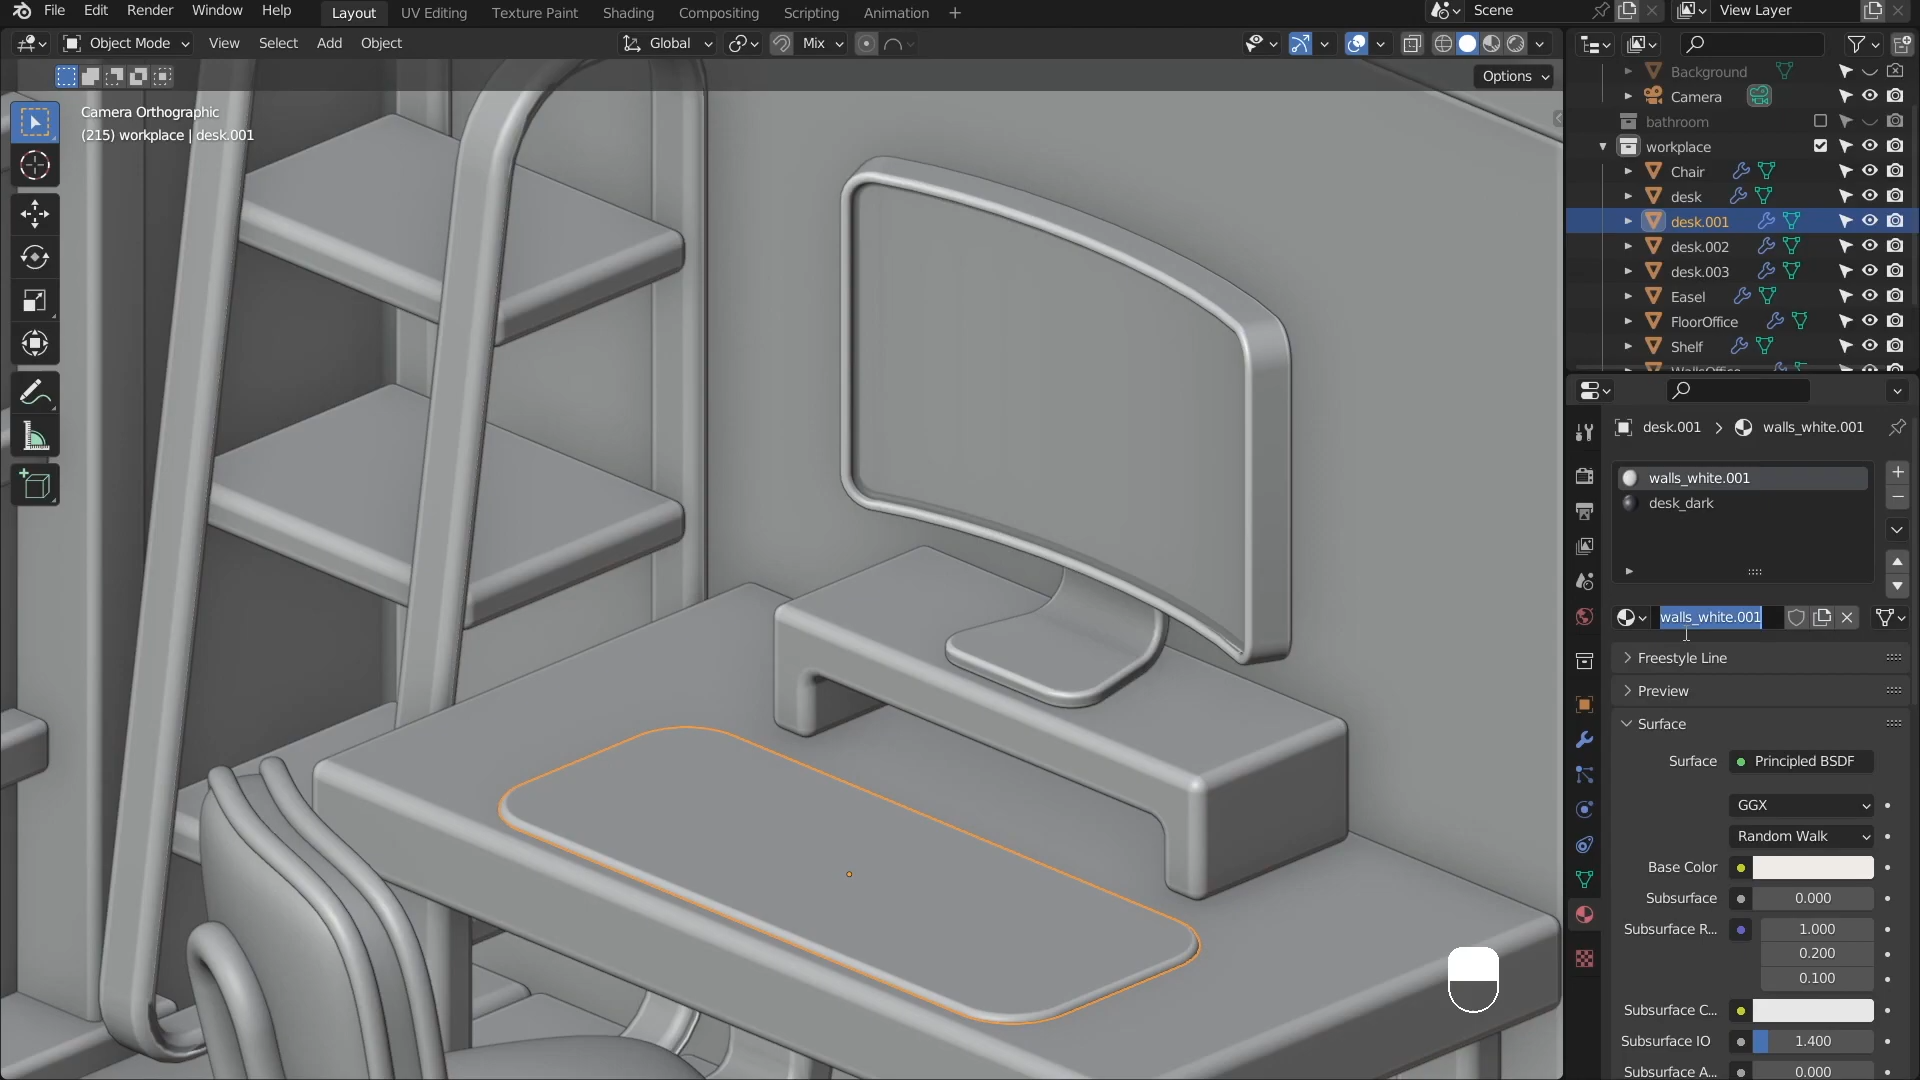 File Edit Render Window Help Layout UV Editing Texture Paint Shading Compositing Scripting Animation + Scene View Layer
Object Mode View Select Add Object Global Mix
Options
Camera Orthographic
(215) workplace | desk.001
Background
Camera
bathroom
workplace
Chair
desk
desk.001
desk.002
desk.003
Easel
FloorOffice
Shelf
WallsOffice
desk.001 > walls_white.001
walls_white.001
desk_dark
walls_white.001
Freestyle Line
Preview
Surface
Surface Principled BSDF
GGX
Random Walk
Base Color
Subsurface 0.000
Subsurface R... 1.000
0.200
0.100
Subsurface C...
Subsurface IO 1.400
Subsurface A... 0.000